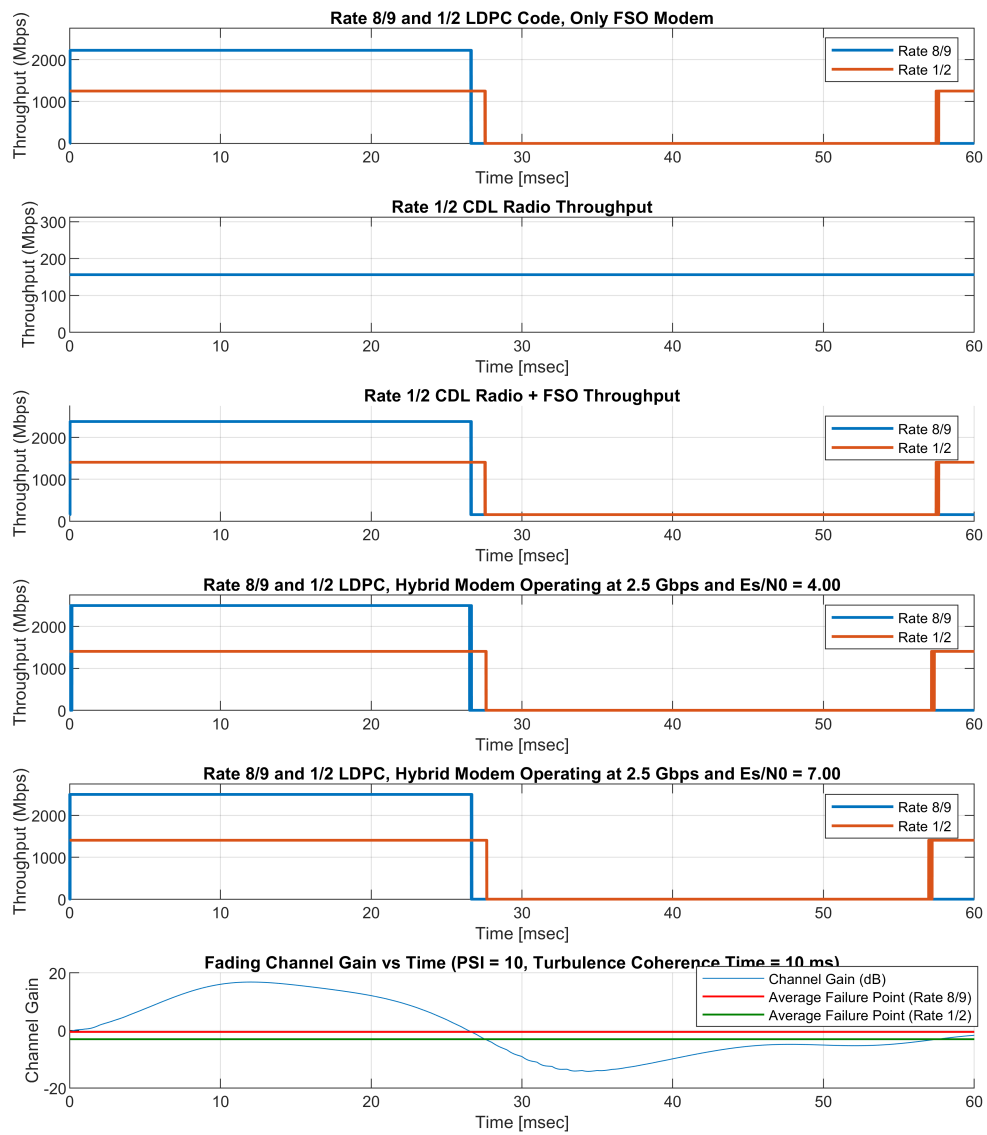 Rate 8/9 and 1/2 LDPC Code, Only FSO Modem
Throughput (Mbps)
2000
1000
0
Rate 8/9
Rate 1/2
0 10 20 30 40 50 60
Time [msec]
Rate 1/2 CDL Radio Throughput
Throughput (Mbps)
300
200
100
0
0 10 20 30 40 50 60
Time [msec]
Rate 1/2 CDL Radio + FSO Throughput
Throughput (Mbps)
2000
1000
0
Rate 8/9
Rate 1/2
0 10 20 30 40 50 60
Time [msec]
Rate 8/9 and 1/2 LDPC, Hybrid Modem Operating at 2.5 Gbps and Es/N0 = 4.00
Throughput (Mbps)
2000
1000
0
Rate 8/9
Rate 1/2
0 10 20 30 40 50 60
Time [msec]
Rate 8/9 and 1/2 LDPC, Hybrid Modem Operating at 2.5 Gbps and Es/N0 = 7.00
Throughput (Mbps)
2000
1000
0
Rate 8/9
Rate 1/2
0 10 20 30 40 50 60
Time [msec]
Fading Channel Gain vs Time (PSI = 10, Turbulence Coherence Time = 10 ms)
Channel Gain
20
0
-20
Channel Gain (dB)
Average Failure Point (Rate 8/9)
Average Failure Point (Rate 1/2)
0 10 20 30 40 50 60
Time [msec]